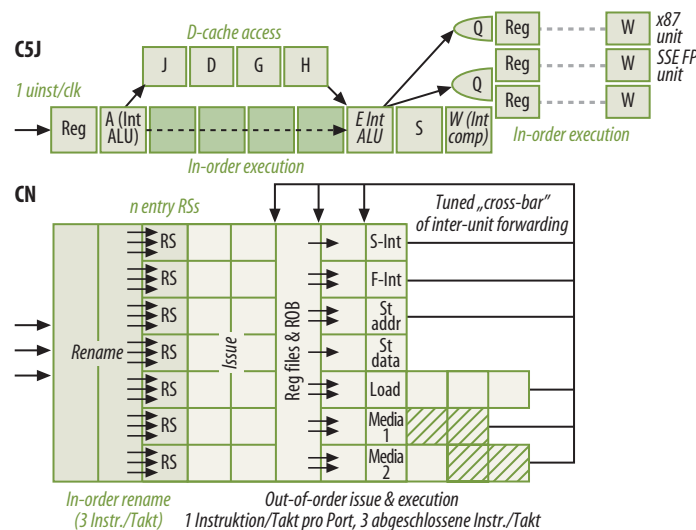 C5J
D-cache access
J D G H
Q
Reg
W
x87
unit
Reg
W
SSE FP
unit
Q
Reg
W
1 uinst/clk
Reg
A (Int
ALU)
E Int
ALU
S
W (Int
comp)
In-order execution
In-order execution
CN
n entry RSs
Tuned „cross-bar”
of inter-unit forwarding
Rename
Issue
Reg files & ROB
RS
S-Int
RS
F-Int
RS
St
addr
RS
St
data
RS
Load
RS
Media
1
RS
Media
2
In-order rename
(3 Instr./Takt)
Out-of-order issue & execution
1 Instruktion/Takt pro Port, 3 abgeschlossene Instr./Takt